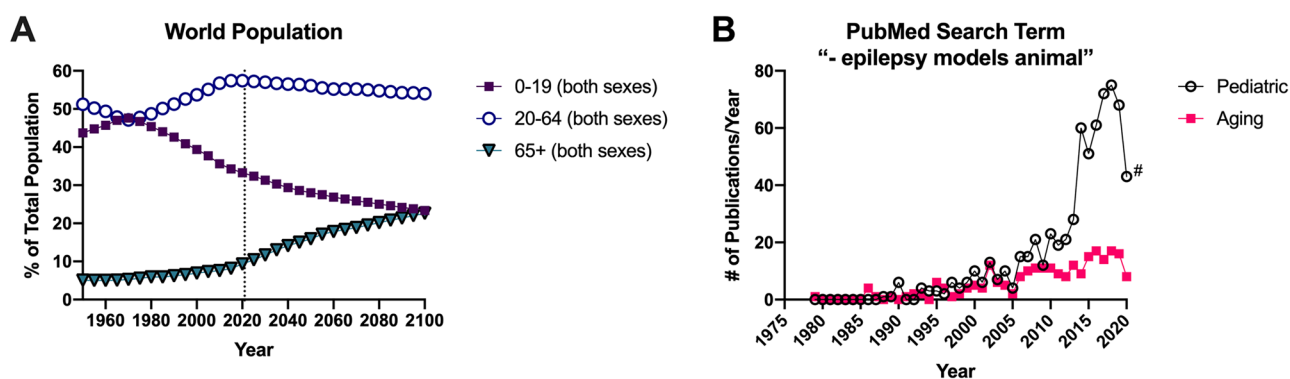 A
World Population
% of Total Population
60
50
40
30
20
10
0
1960 1980 2000 2020 2040 2060 2080 2100
Year
0-19 (both sexes)
20-64 (both sexes)
65+ (both sexes)
B
PubMed Search Term
“- epilepsy models animal”
# of Publications/Year
80
60
40
20
0
1975 1980 1985 1990 1995 2000 2005 2010 2015 2020
Year
#
Pediatric
Aging